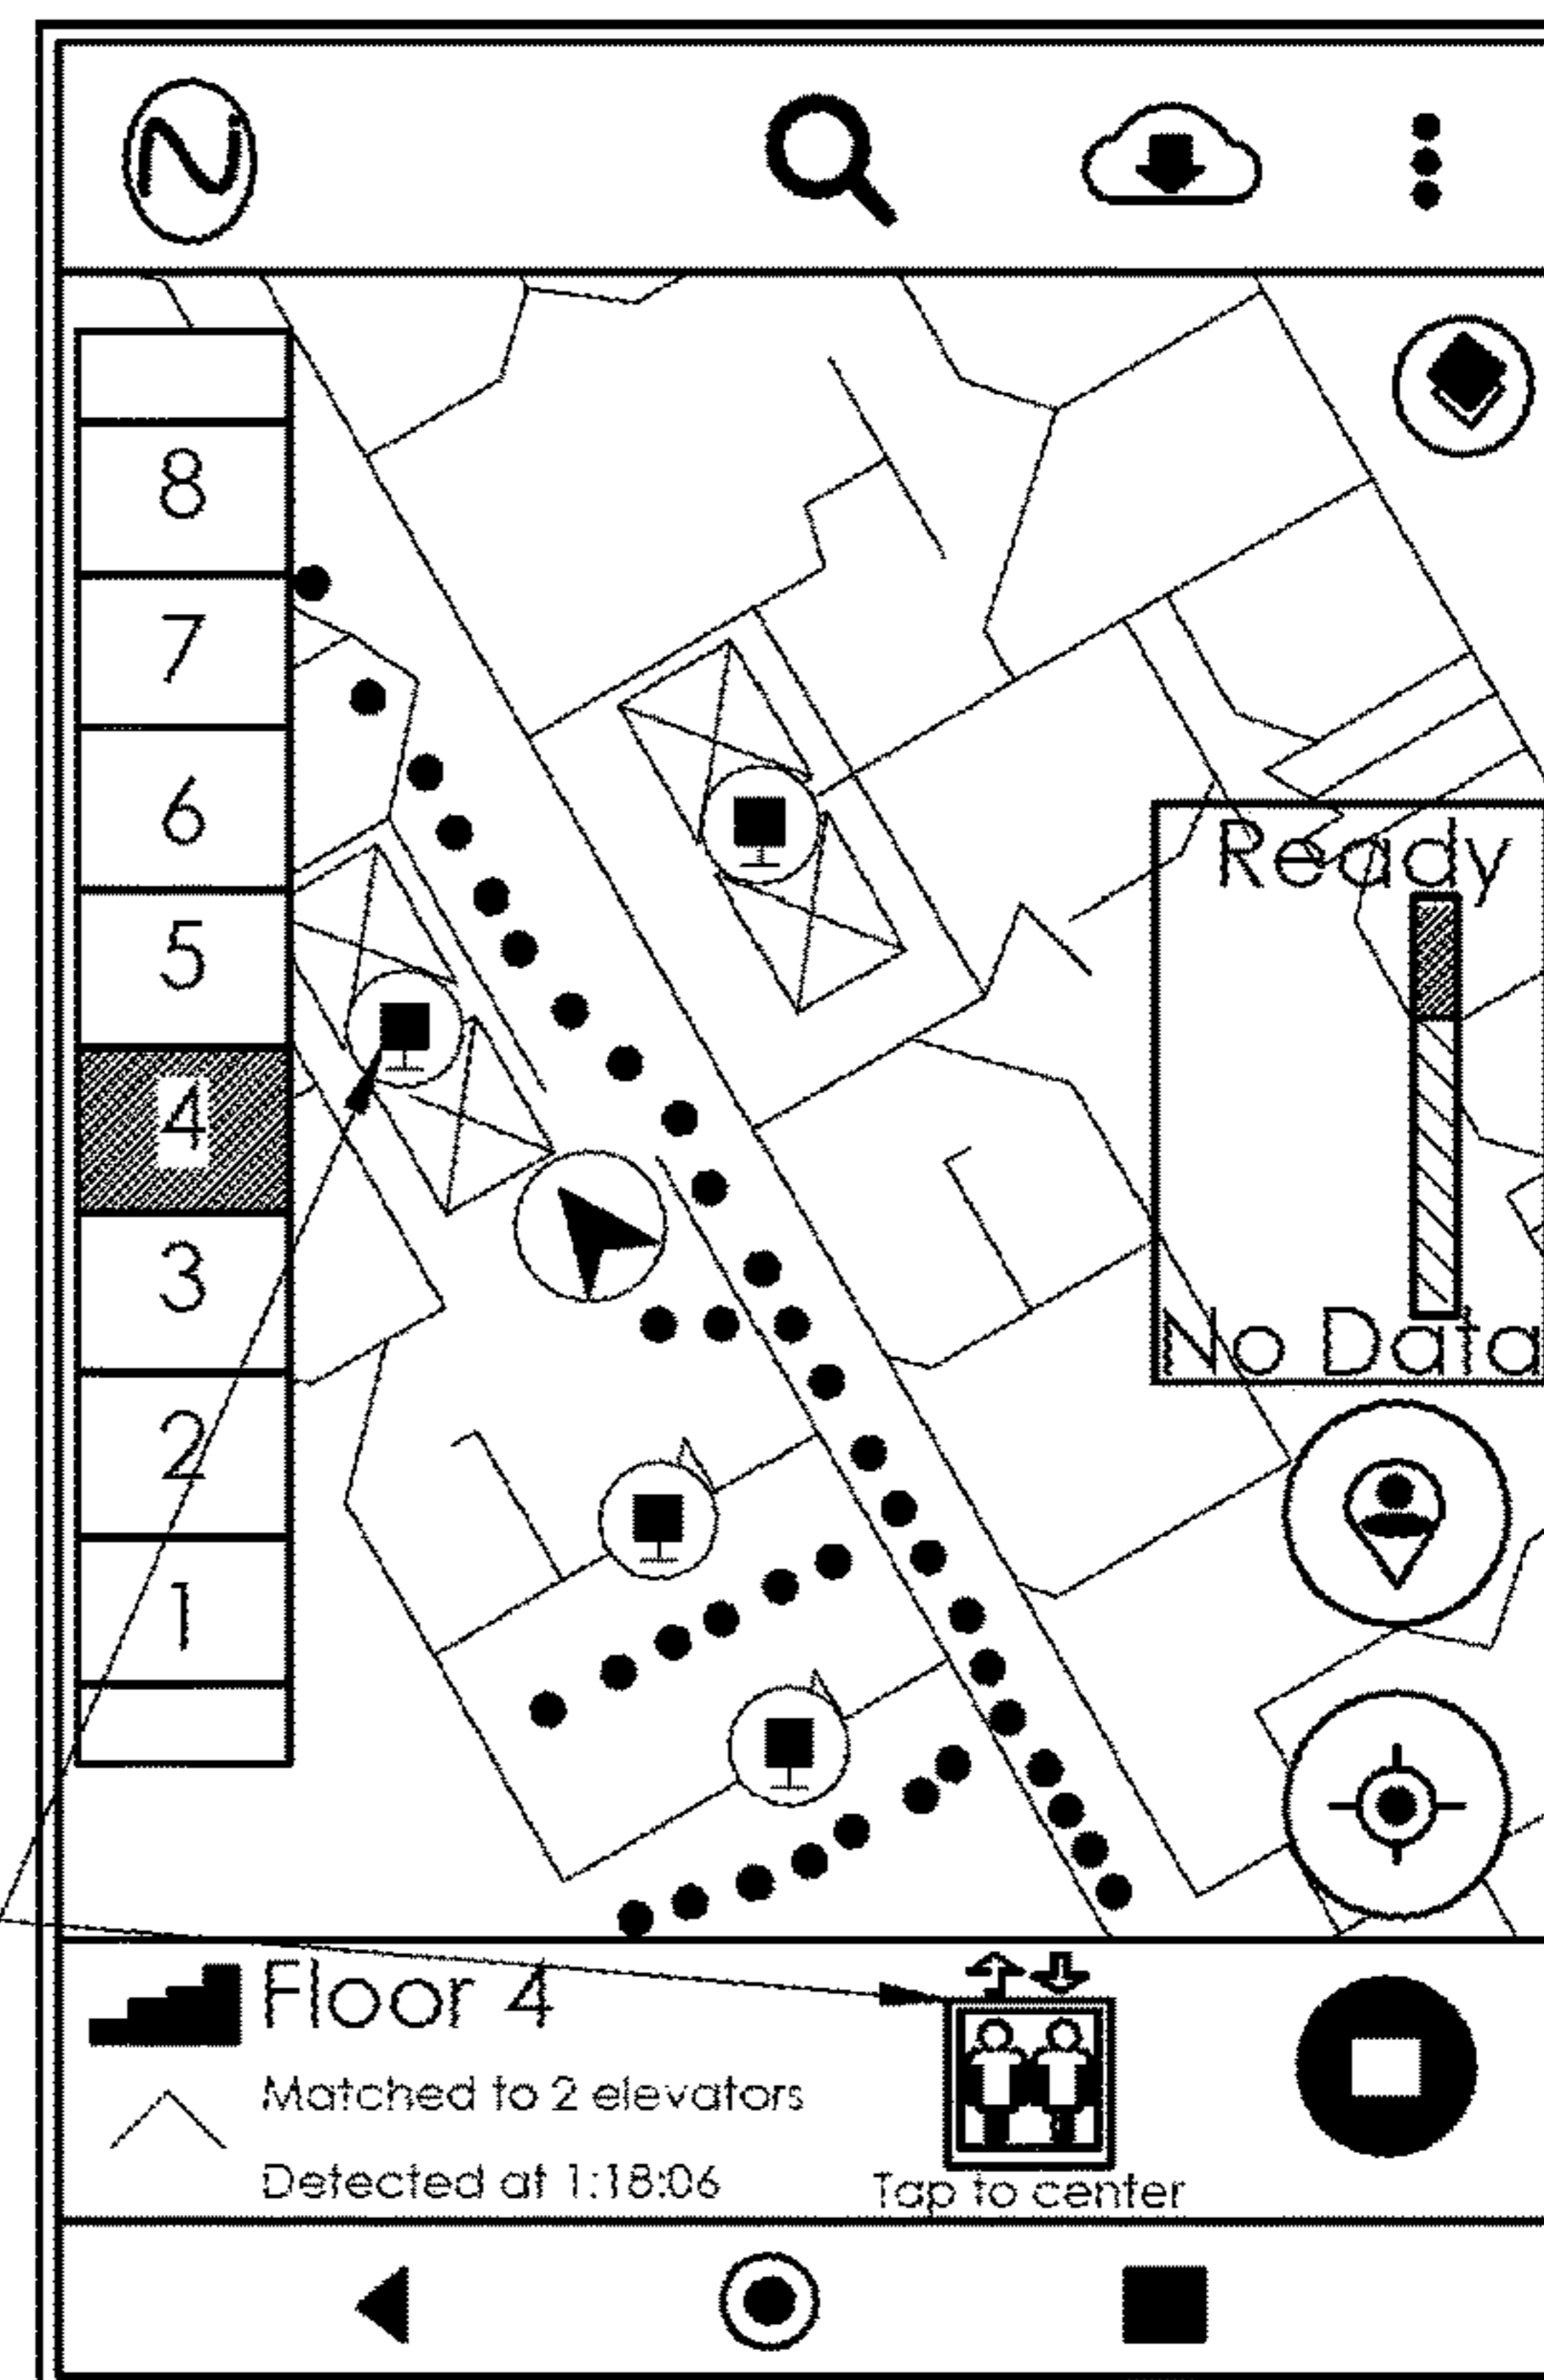 8
7
6
5
4
3
2
1
Ready
No Data
Floor 4
Matched to 2 elevators
Detected at 1:18:06
Tap to center